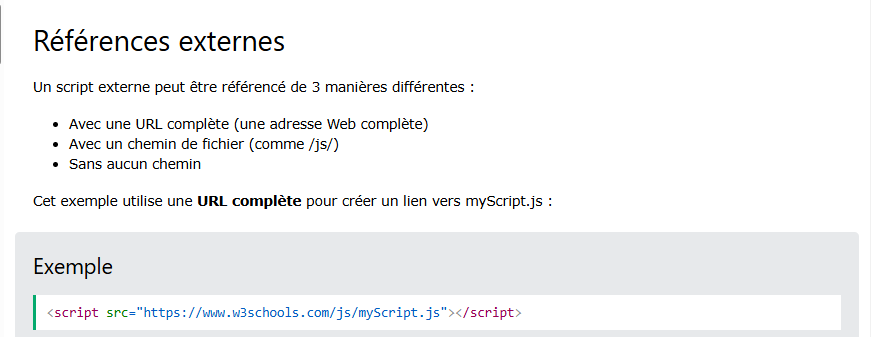 Références externes
Un script externe peut être référencé de 3 manières différentes :
Avec une URL complète (une adresse Web complète)
Avec un chemin de fichier (comme /js/)
Sans aucun chemin
Cet exemple utilise une URL complète pour créer un lien vers myScript.js :
Exemple
<script src="https://www.w3schools.com/js/myScript.js"></script>